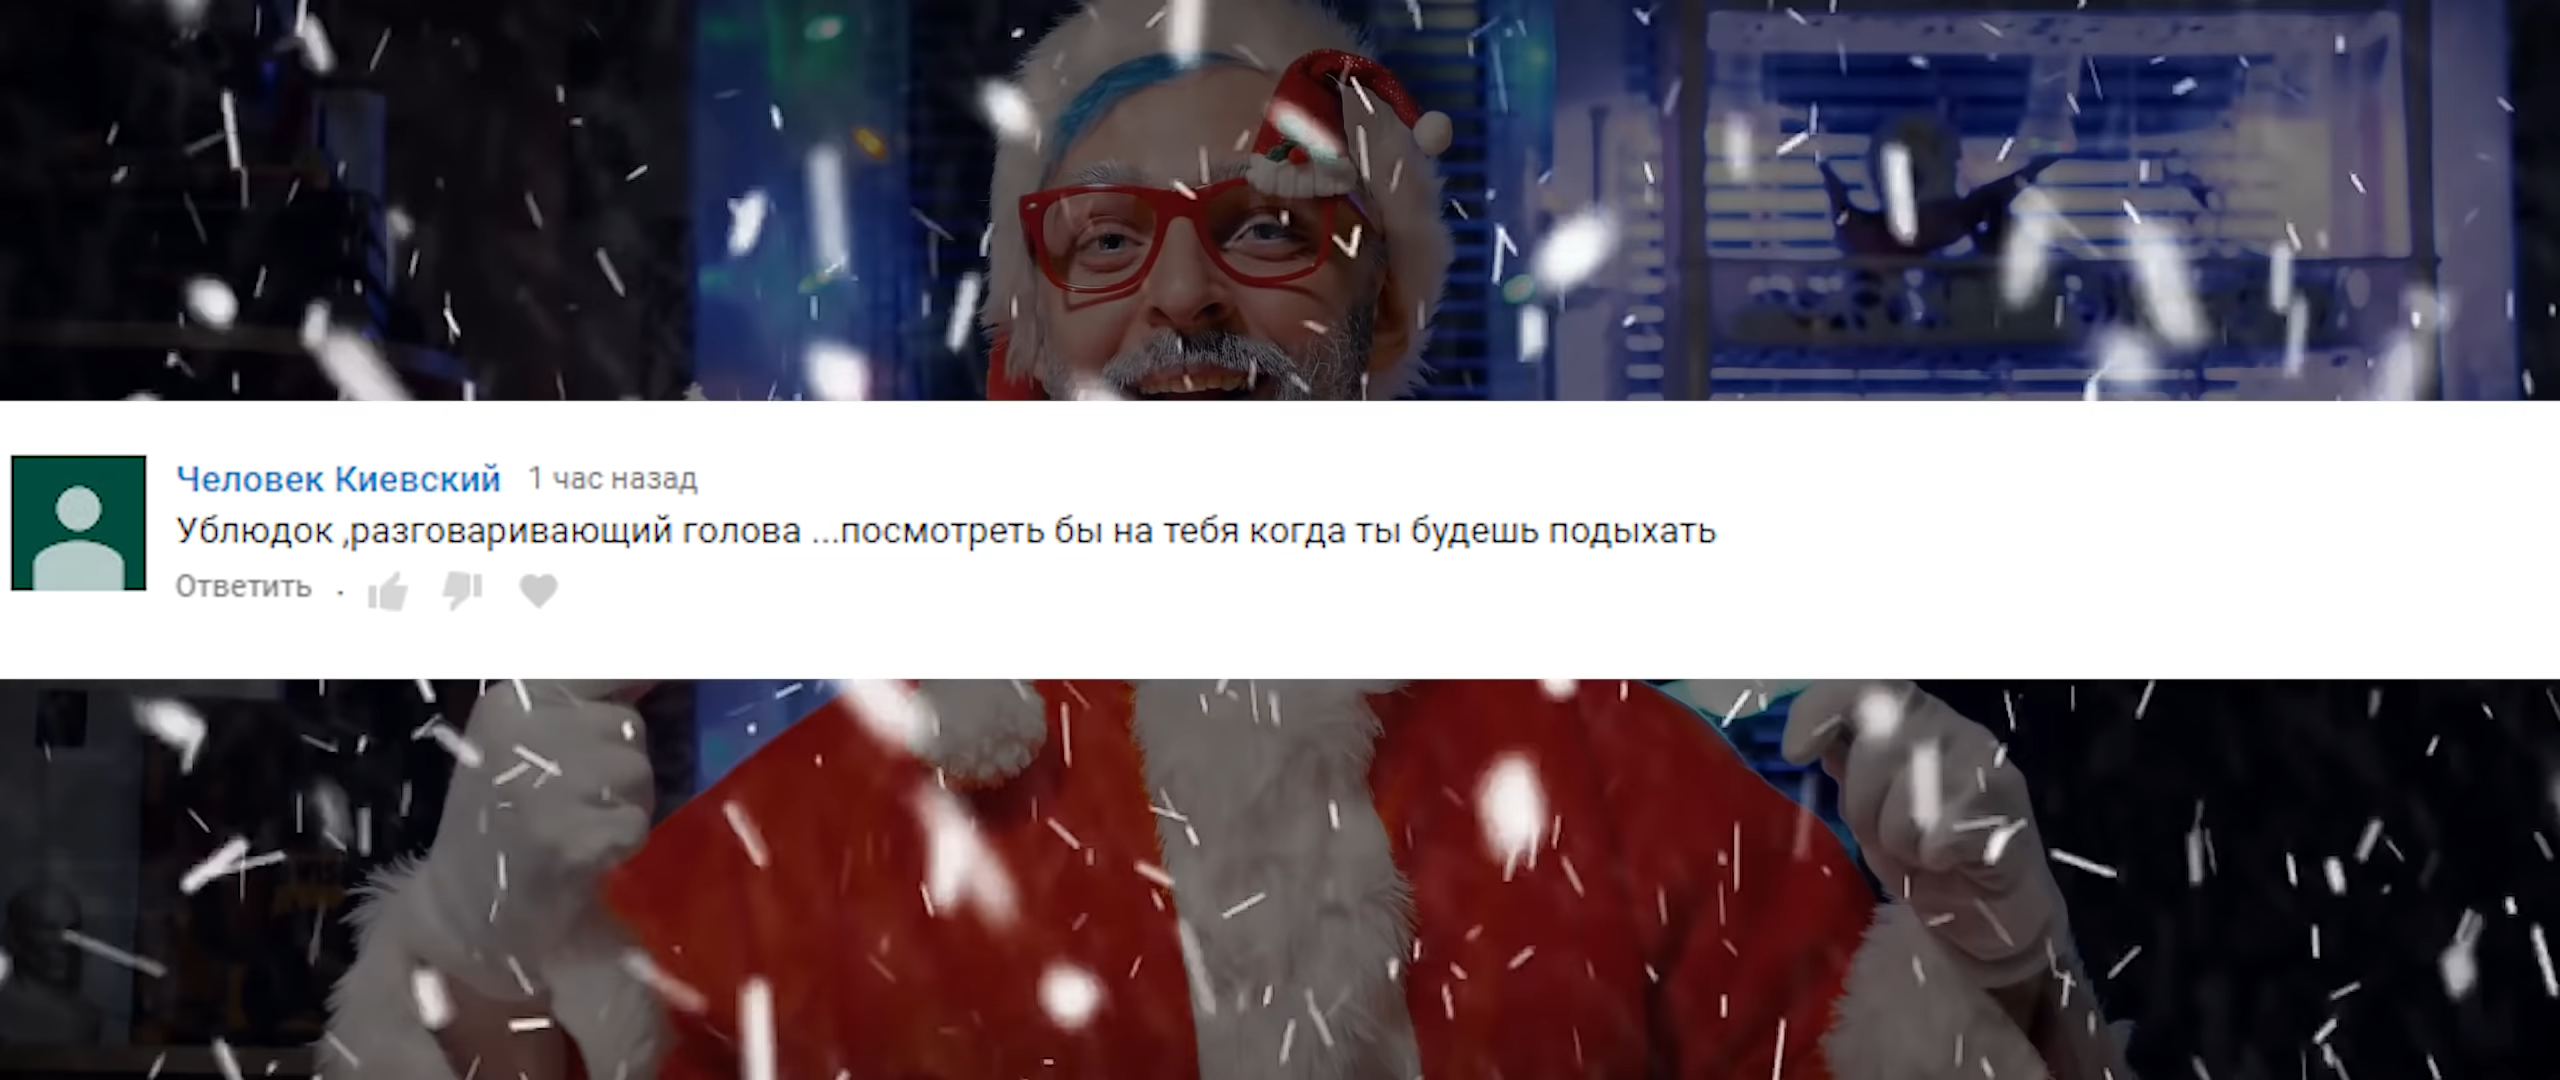 Человек Киевский 1 час назад
Ублюдок ,разговаривающий голова ...посмотреть бы на тебя когда ты будешь подыхать
Ответить .